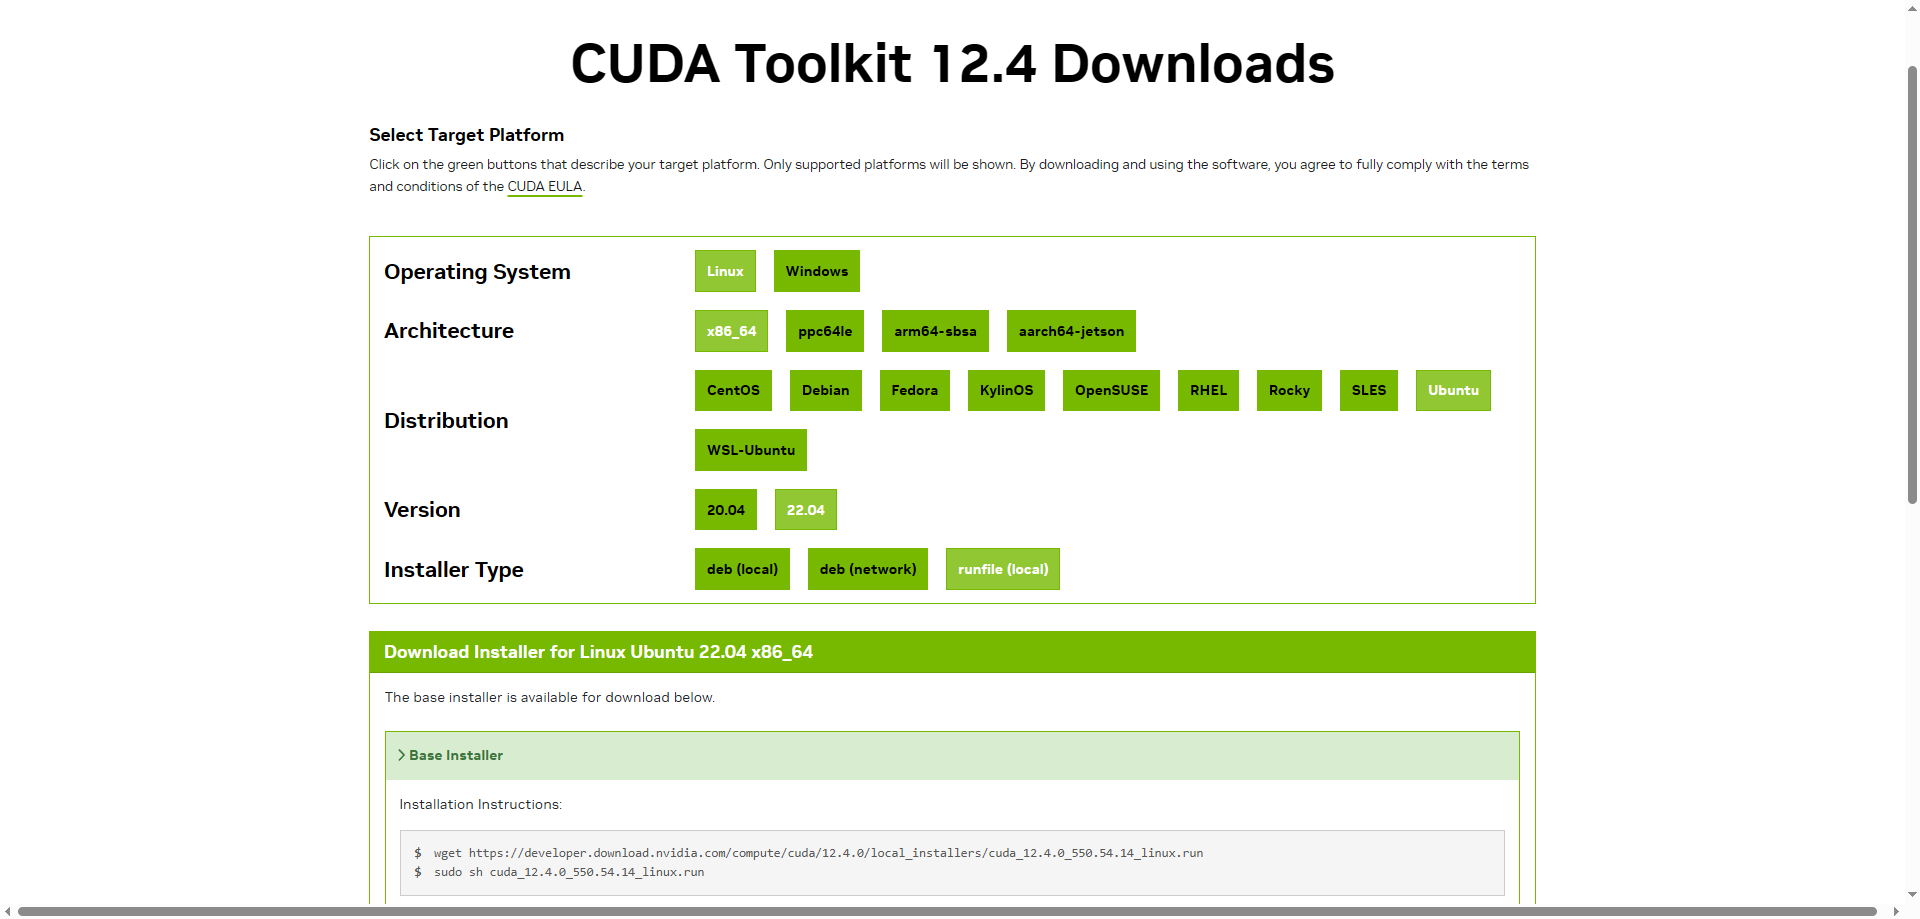 CUDA Toolkit 12.4 Downloads
Select Target Platform
Click on the green buttons that describe your target platform. Only supported platforms will be shown. By downloading and using the software, you agree to fully comply with the terms
and conditions of the CUDA EULA.
Operating System
Linux Windows
Architecture
x86_64 ppc64le arm64-sbsa aarch64-jetson
Distribution
CentOS Debian Fedora KylinOS OpenSUSE RHEL Rocky SLES Ubuntu
WSL-Ubuntu
Version
20.04 22.04
Installer Type
deb (local) deb (network) runfile (local)
Download Installer for Linux Ubuntu 22.04 x86_64
The base installer is available for download below.
Base Installer
Installation Instructions:
$ wget https://developer.download.nvidia.com/compute/cuda/12.4.0/local_installers/cuda_12.4.0_550.54.14_linux.run
$ sudo sh cuda_12.4.0_550.54.14_linux.run